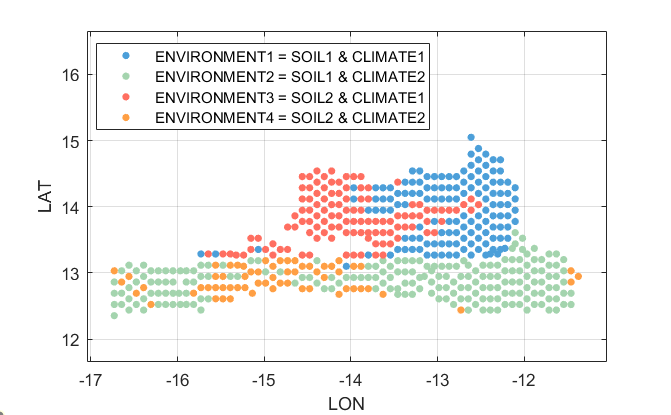 ENVIRONMENT1 = SOIL1 & CLIMATE1
ENVIRONMENT2 = SOIL1 & CLIMATE2
ENVIRONMENT3 = SOIL2 & CLIMATE1
ENVIRONMENT4 = SOIL2 & CLIMATE2
16
15
14
13
12
LAT
-17 -16 -15 -14 -13 -12
LON